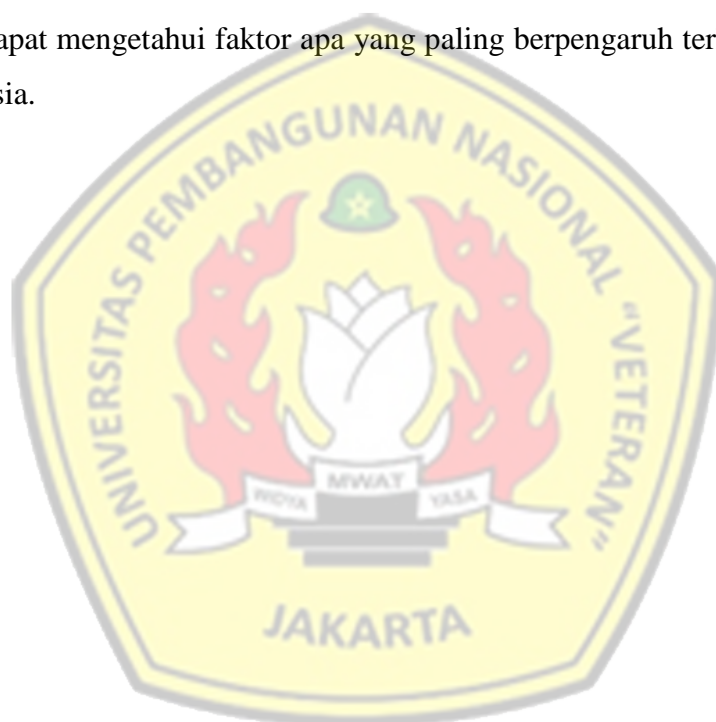 apat mengetahui faktor apa yang paling berpengaruh ter
sia.
UNIVERSITAS PEMBANGUNAN NASIONAL "VETERAN"
WIDYA MWAT YASA
JAKARTA